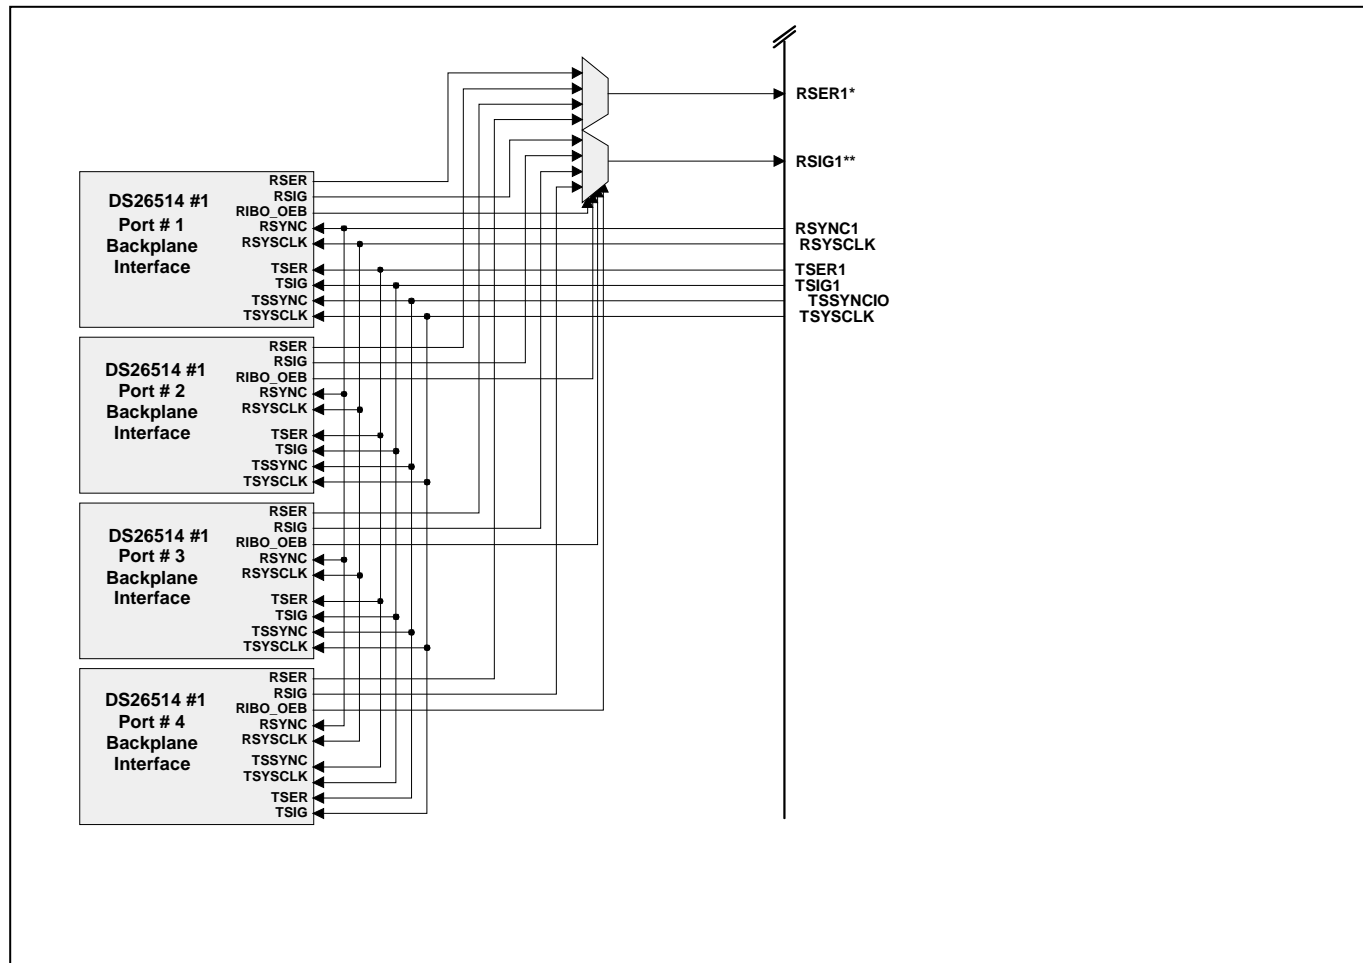 RSER1*
RSIG1**
DS26514 #1
Port # 1
Backplane
Interface
RSER
RSIG
RIBO_OEB
RSYNC
RSYSCLK
TSER
TSIG
TSSYNC
TSYSCLK
RSYNC1
RSYSCLK
TSER1
TSIG1
TSSYNCIO
TSYSCLK
DS26514 #1
Port # 2
Backplane
Interface
RSER
RSIG
RIBO_OEB
RSYNC
RSYSCLK
TSER
TSIG
TSSYNC
TSYSCLK
DS26514 #1
Port # 3
Backplane
Interface
RSER
RSIG
RIBO_OEB
RSYNC
RSYSCLK
TSER
TSIG
TSSYNC
TSYSCLK
DS26514 #1
Port # 4
Backplane
Interface
RSER
RSIG
RIBO_OEB
RSYNC
RSYSCLK
TSSYNC
TSYSCLK
TSER
TSIG